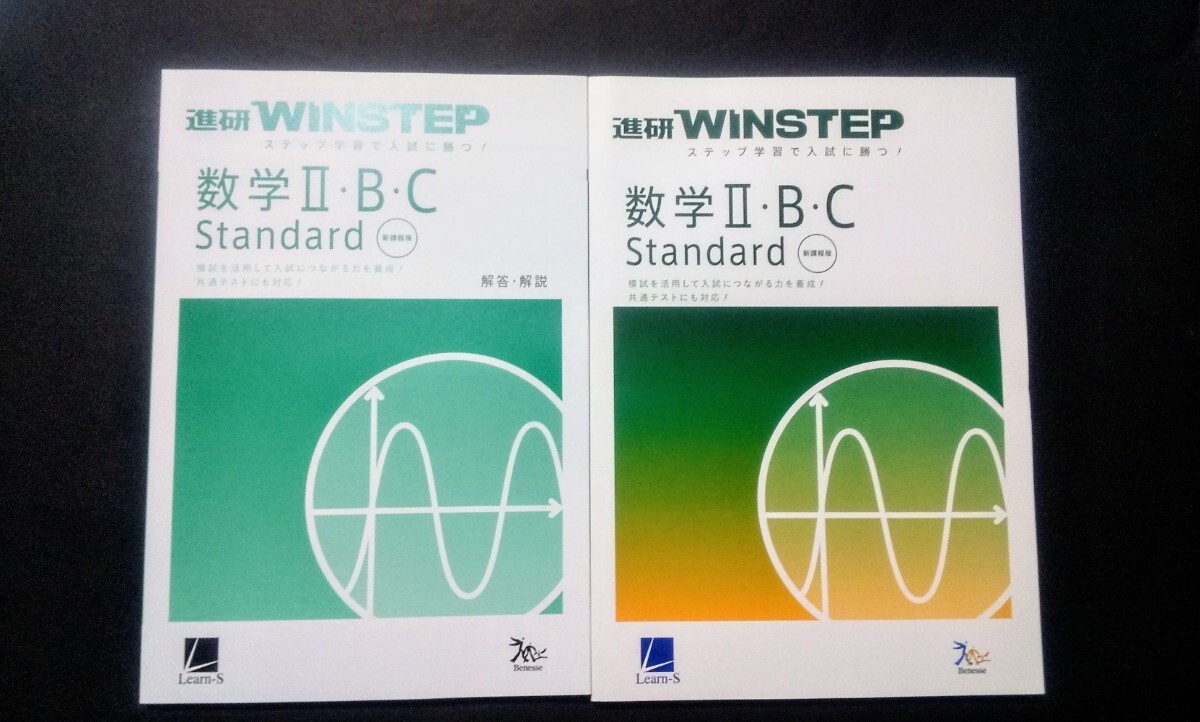 進研WINSTEP
ステップ学習で入試に勝つ!
数学Ⅱ・B・C
Standard 新課程版
模試を活用して入試につながる力を養成!
共通テストにも対応!
解答・解説
Learn-S
Benesse
進研WINSTEP
ステップ学習で入試に勝つ!
数学Ⅱ・B・C
Standard 新課程版
模試を活用して入試につながる力を養成!
共通テストにも対応!
Learn-S
Benesse